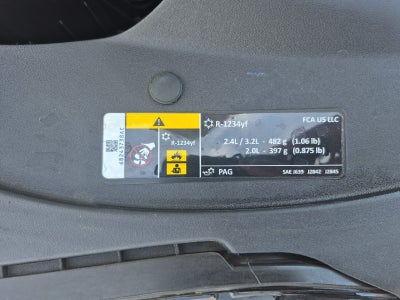 R-1234yf
FCA US LLC
R-1234yf
2.4L / 3.2L - 482 g (1.06 lb)
2.0L - 397 g (0.875 lb)
PAG
SAE J639 J2842 J2845